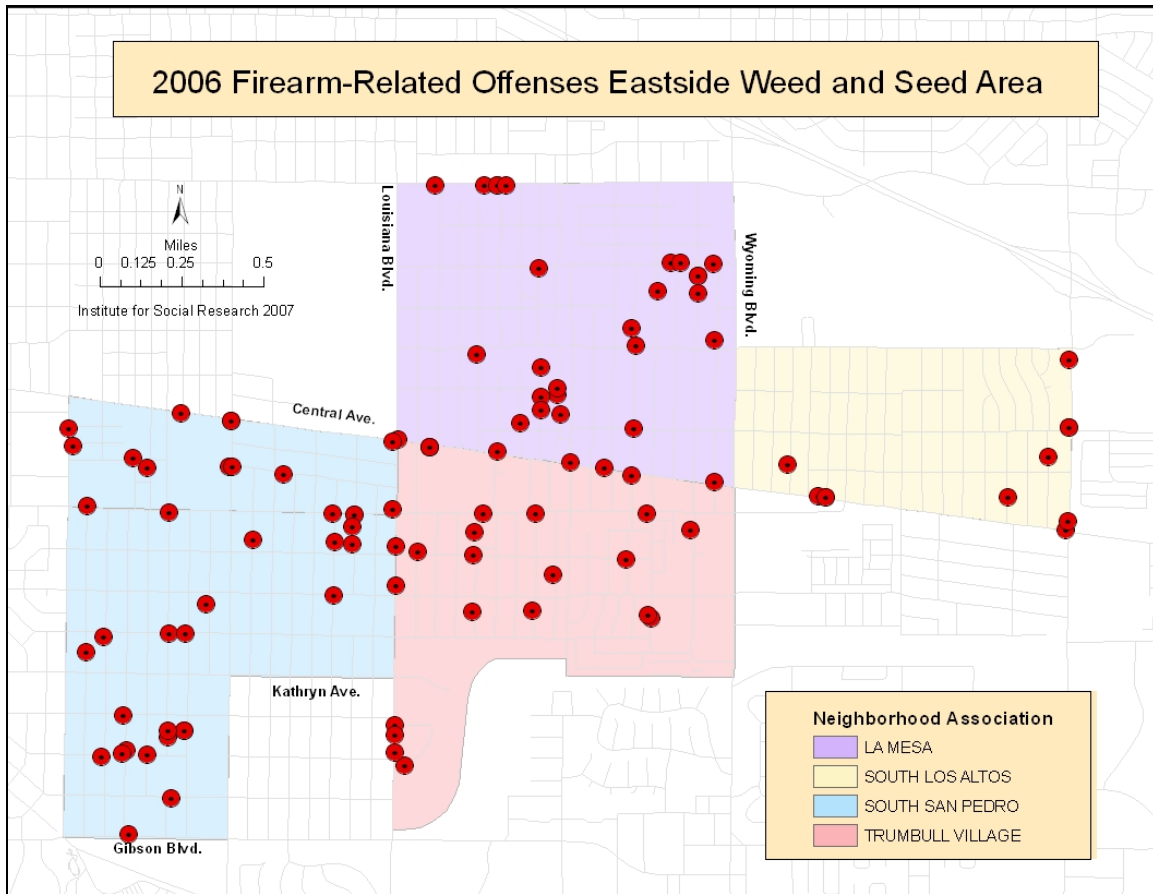 2006 Firearm-Related Offenses Eastside Weed and Seed Area
N
Miles
0 0.125 0.25 0.5
Institute for Social Research 2007
Louisiana Blvd.
Wyoming Blvd.
Central Ave.
Kathryn Ave.
Gibson Blvd.
Neighborhood Association
LA MESA
SOUTH LOS ALTOS
SOUTH SAN PEDRO
TRUMBULL VILLAGE